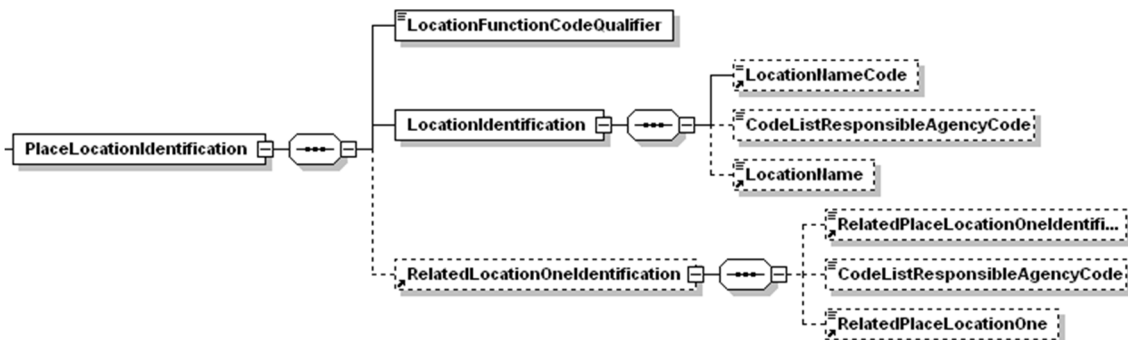 LocationFunctionCodeQualifier
LocationNameCode
LocationIdentification
CodeListResponsibleAgencyCode
PlaceLocationIdentification
LocationName
RelatedPlaceLocationOneIdentifi...
RelatedLocationOneIdentification
CodeListResponsibleAgencyCode
RelatedPlaceLocationOne